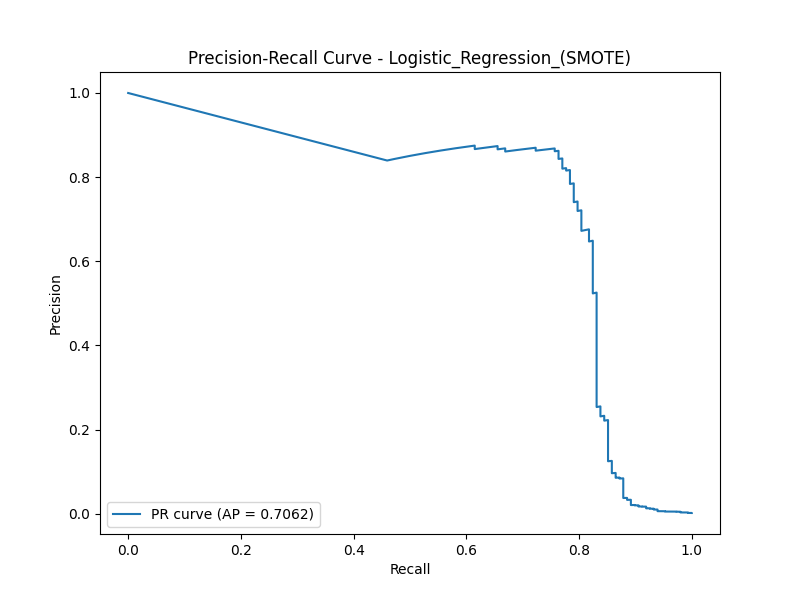 Precision-Recall Curve - Logistic_Regression_(SMOTE)
1.0
0.8
0.6
0.4
0.2
0.0
Precision
PR curve (AP = 0.7062)
0.0 0.2 0.4 0.6 0.8 1.0
Recall